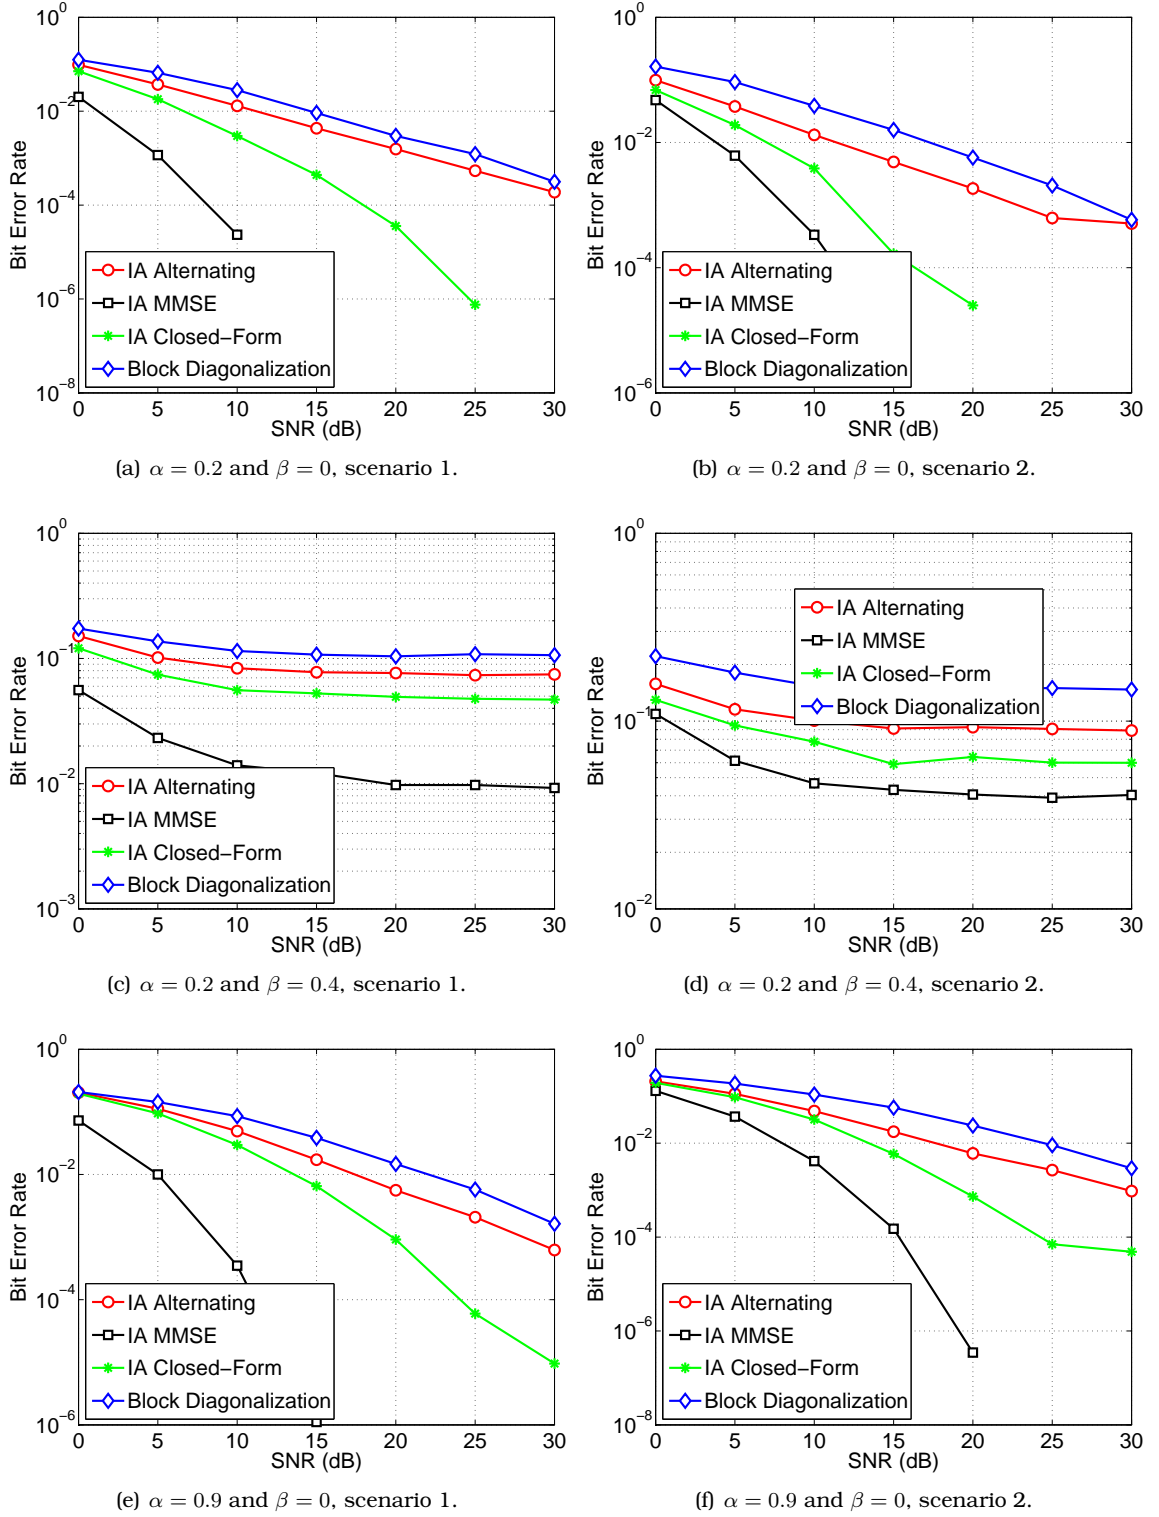 10^0
10^-2
10^-4
10^-6
10^-8
Bit Error Rate
IA Alternating
IA MMSE
IA Closed-Form
Block Diagonalization
0 5 10 15 20 25 30
SNR (dB)
(a) α = 0.2 and β = 0, scenario 1.
10^0
10^-2
10^-4
10^-6
Bit Error Rate
IA Alternating
IA MMSE
IA Closed-Form
Block Diagonalization
0 5 10 15 20 25 30
SNR (dB)
(b) α = 0.2 and β = 0, scenario 2.
10^0
10^-1
10^-2
10^-3
Bit Error Rate
IA Alternating
IA MMSE
IA Closed-Form
Block Diagonalization
0 5 10 15 20 25 30
SNR (dB)
(c) α = 0.2 and β = 0.4, scenario 1.
10^0
10^-1
10^-2
Bit Error Rate
IA Alternating
IA MMSE
IA Closed-Form
Block Diagonalization
0 5 10 15 20 25 30
SNR (dB)
(d) α = 0.2 and β = 0.4, scenario 2.
10^0
10^-2
10^-4
10^-6
Bit Error Rate
IA Alternating
IA MMSE
IA Closed-Form
Block Diagonalization
0 5 10 15 20 25 30
SNR (dB)
(e) α = 0.9 and β = 0, scenario 1.
10^0
10^-2
10^-4
10^-6
10^-8
Bit Error Rate
IA Alternating
IA MMSE
IA Closed-Form
Block Diagonalization
0 5 10 15 20 25 30
SNR (dB)
(f) α = 0.9 and β = 0, scenario 2.